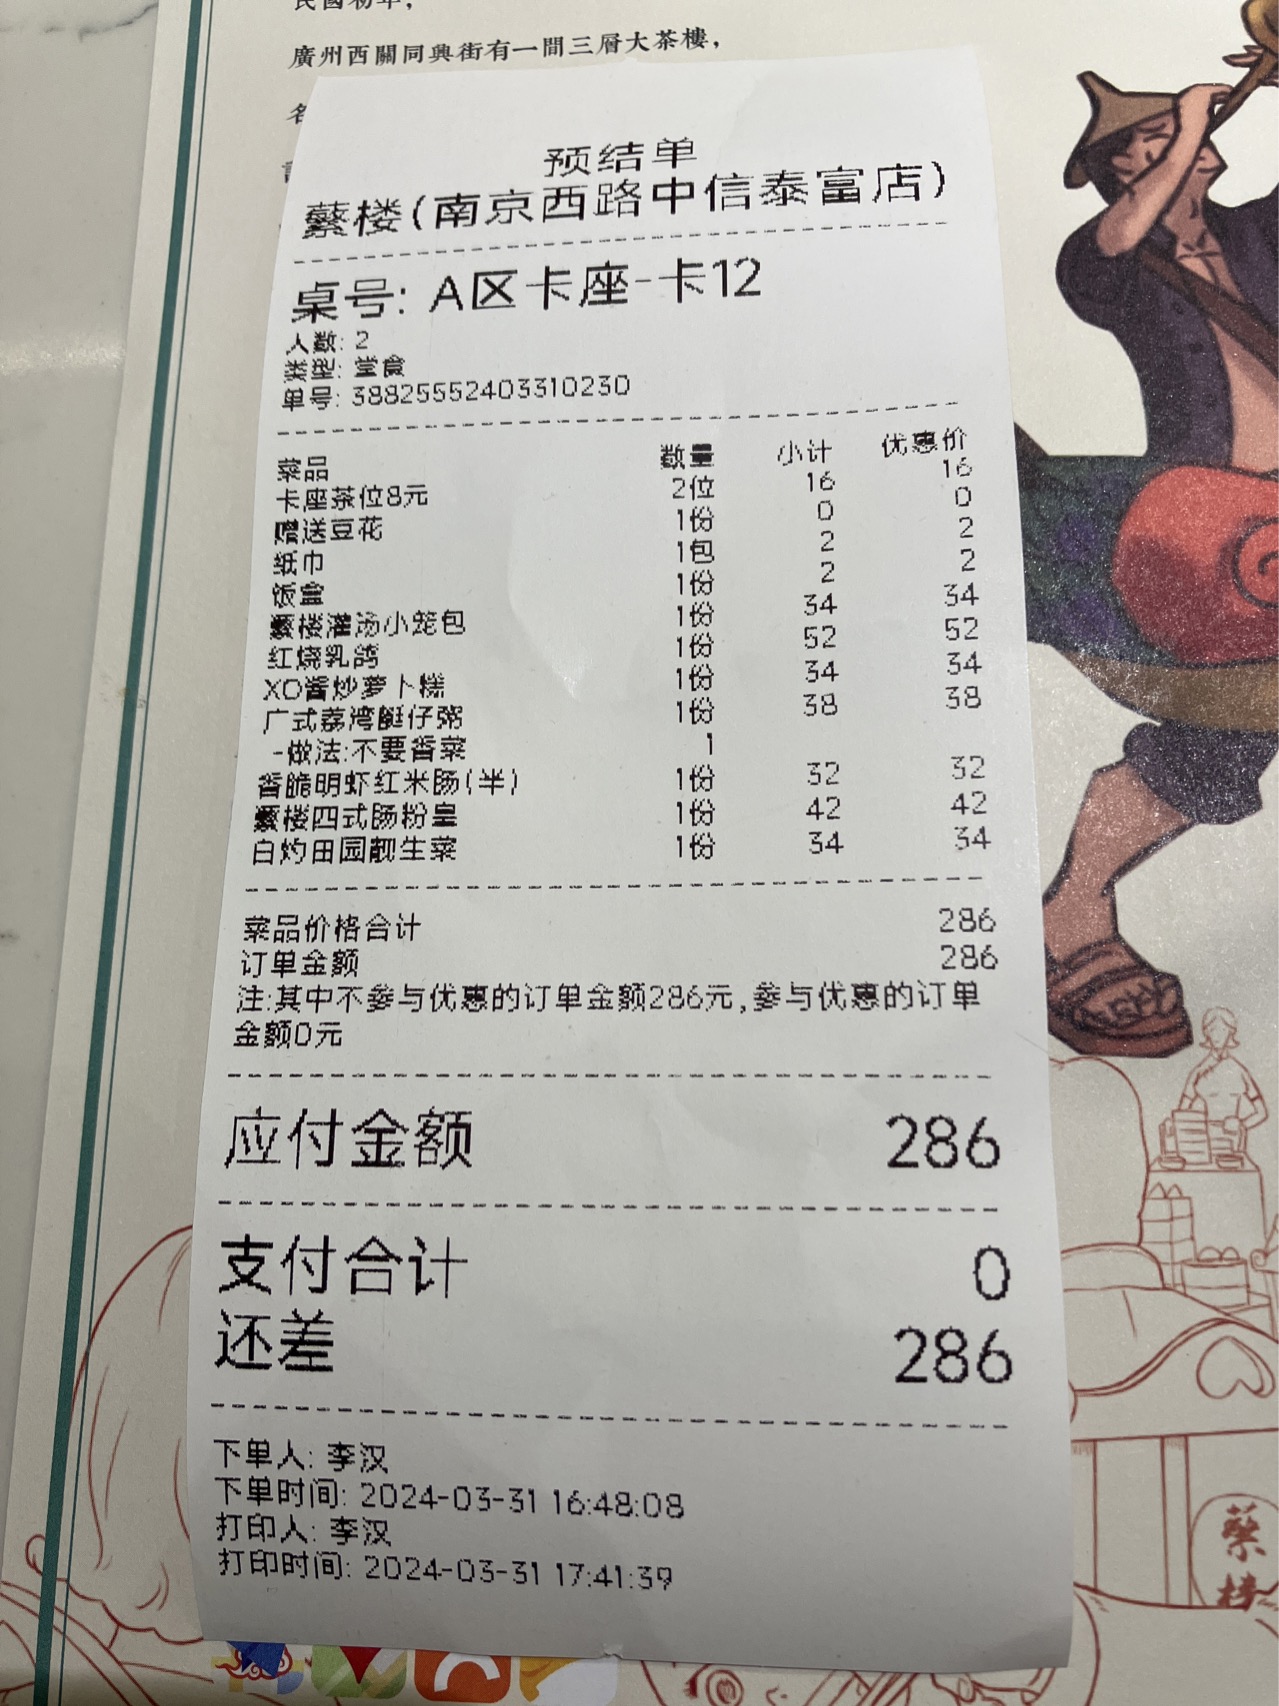 廣州西關同興街有一間三層大茶樓，
名
预结单
蘩楼(南京西路中信泰富店)
桌号: A区卡座-卡12
人数: 2
类型: 堂食
单号: 38825552403310230
菜品 数量 小计 优惠价
卡座茶位8元 2位 16 16
赠送豆花 1份 0 0
纸巾 1包 2 2
饭盒 1份 2 2
蘩楼灌汤小笼包 1份 34 34
红烧乳鸽 1份 52 52
XO酱炒萝卜糕 1份 34 34
广式荔湾艇仔粥 1份 38 38
-做法:不要香菜 1
香脆明虾红米肠(半) 1份 32 32
蘩楼四式肠粉皇 1份 42 42
白灼田园靓生菜 1份 34 34
菜品价格合计 286
订单金额 286
注:其中不参与优惠的订单金额286元,参与优惠的订单
金额0元
应付金额 286
支付合计 0
还差 286
下单人: 李汉
下单时间: 2024-03-31 16:48:08
打印人: 李汉
打印时间: 2024-03-31 17:41:39